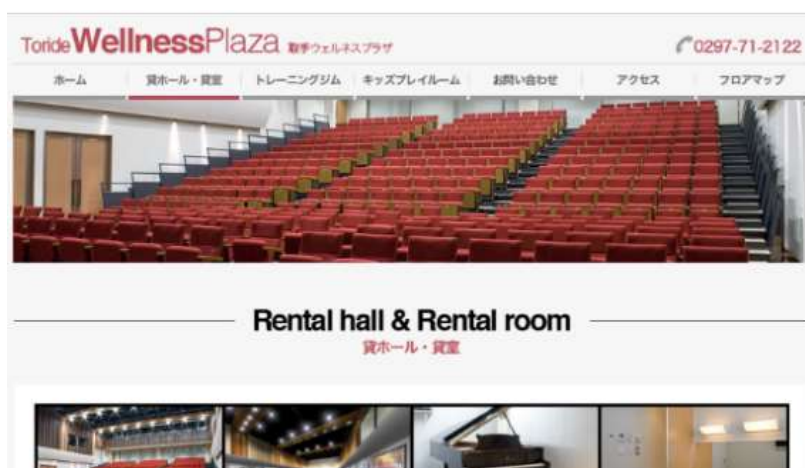 Toride WellnessPlaza 取手ウェルネスプラザ
0297-71-2122
ホーム 貸ホール・貸室 トレーニングジム キッズプレイルーム お問い合わせ アクセス フロアマップ
Rental hall & Rental room
貸ホール・貸室